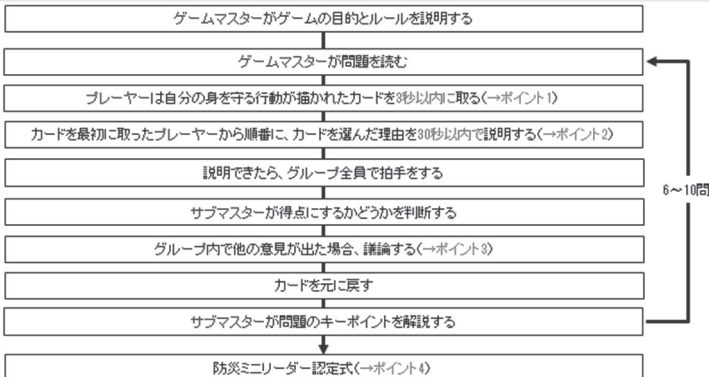 ゲームマスターがゲームの目的とルールを説明する
ゲームマスターが問題を読む
プレーヤーは自分の身を守る行動が描かれたカードを3秒以内に取る(→ポイント1)
カードを最初に取ったプレーヤーから順番に、カードを選んだ理由を30秒以内で説明する(→ポイント2)
説明できたら、グループ全員で拍手をする
6～10問
サブマスターが得点にするかどうかを判断する
グループ内で他の意見が出た場合、議論する(→ポイント3)
カードを元に戻す
サブマスターが問題のキーポイントを解説する
防災ミニリーダー認定式(→ポイント4)